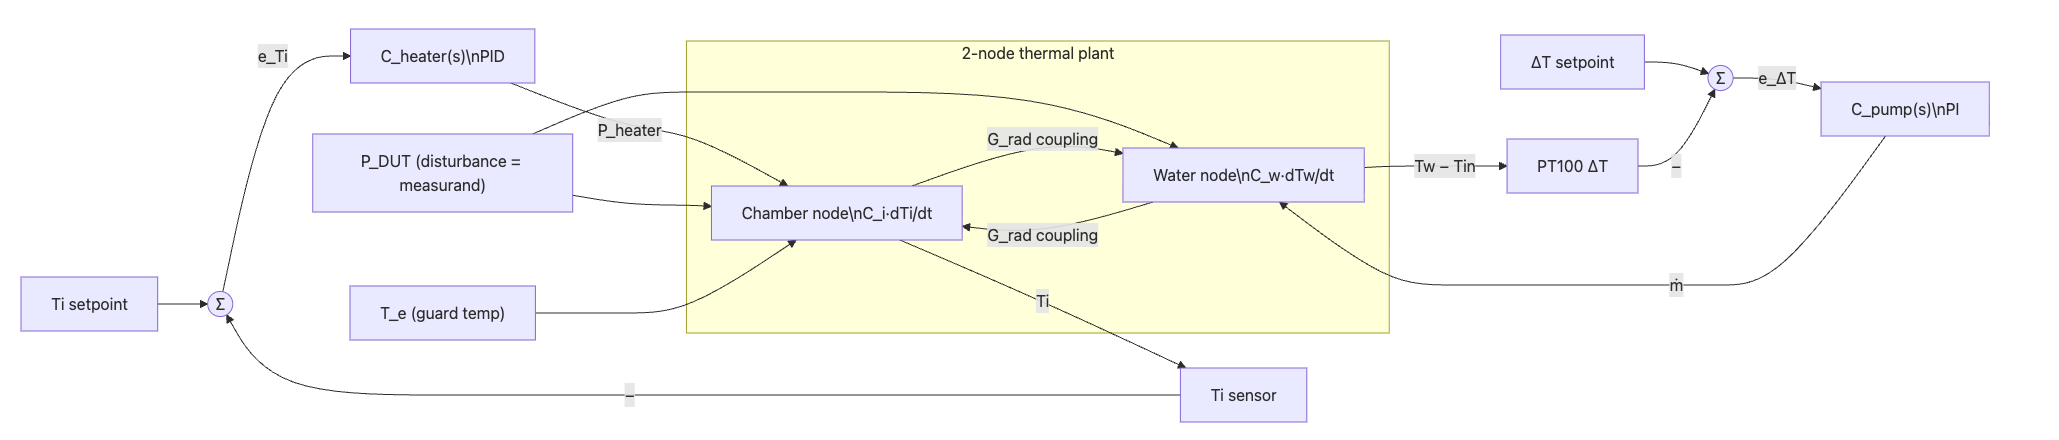 e_Ti
C_heater(s)\nPID
2-node thermal plant
ΔT setpoint
Σ
e_ΔT
C_pump(s)\nPI
P_heater
G_rad coupling
P_DUT (disturbance =
measurand)
Water node\nC_w·dTw/dt
Tw – Tin
PT100 ΔT
–
Chamber node\nC_i·dTi/dt
G_rad coupling
ṁ
Ti setpoint
Σ
T_e (guard temp)
Ti
–
Ti sensor